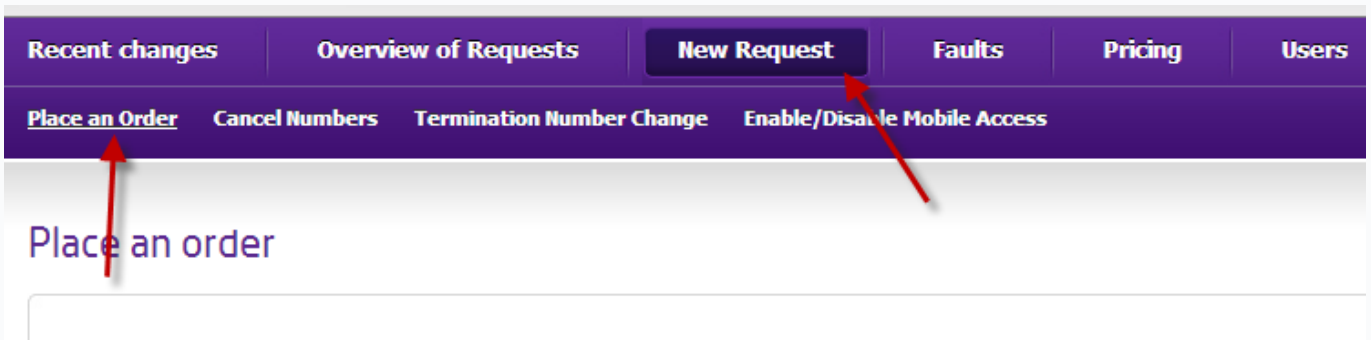 Recent changes Overview of Requests New Request Faults Pricing Users
Place an Order Cancel Numbers Termination Number Change Enable/Disable Mobile Access
Place an order